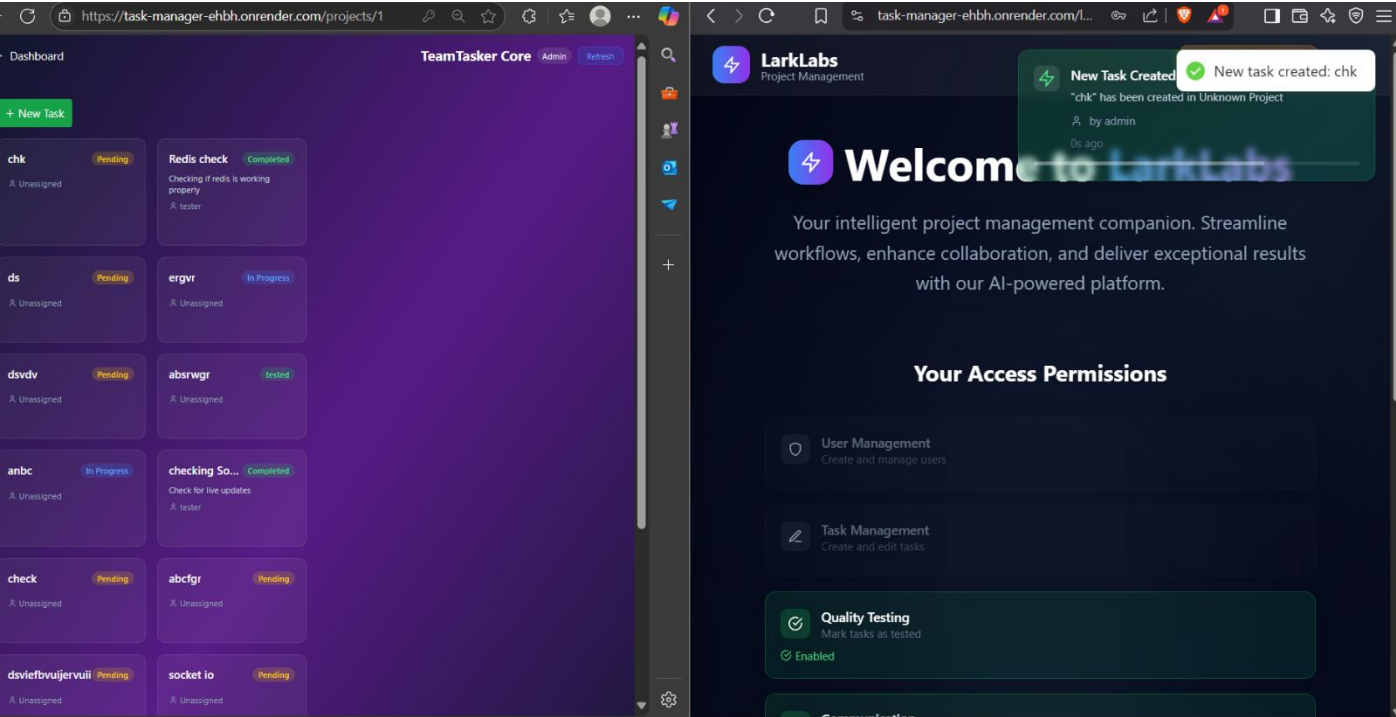 https://task-manager-ehbh.onrender.com/projects/1
Dashboard
TeamTasker Core Admin Refresh
+ New Task
chk Pending
Unassigned
Redis check Completed
Checking if redis is working
properly
tester
ds Pending
Unassigned
ergvr In Progress
Unassigned
dsvdv Pending
Unassigned
absrwgr tested
Unassigned
anbc In Progress
Unassigned
checking So... Completed
Check for live updates
tester
check Pending
Unassigned
abcfgr Pending
Unassigned
dsviefbvuijervuii Pending
Unassigned
socket io Pending
Unassigned
task-manager-ehbh.onrender.com/l...
1
LarkLabs
Project Management
New Task Created
"chk" has been created in Unknown Project
by admin
0s ago
New task created: chk
Welcome to LarkLabs
Your intelligent project management companion. Streamline
workflows, enhance collaboration, and deliver exceptional results
with our AI-powered platform.
Your Access Permissions
User Management
Create and manage users
Task Management
Create and edit tasks
Quality Testing
Mark tasks as tested
Enabled
Communication